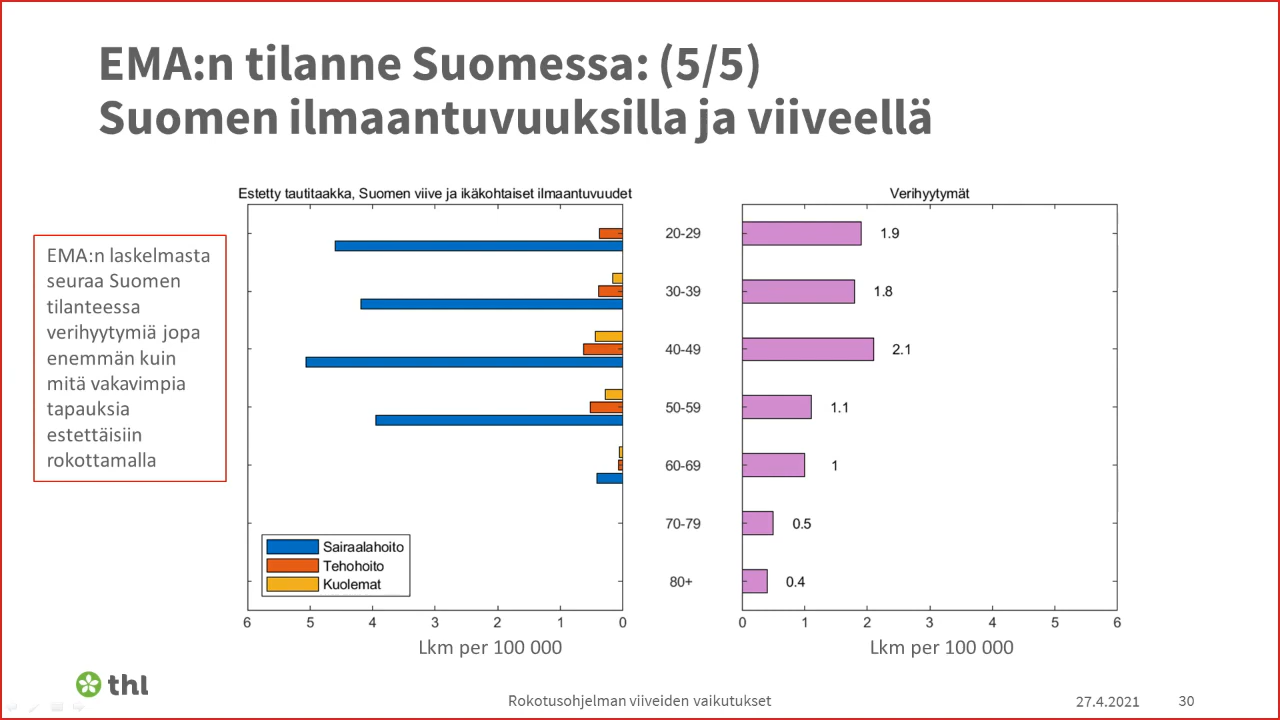 EMA:n tilanne Suomessa: (5/5)
Suomen ilmaantuvuuksilla ja viiveellä
EMA:n laskelmasta
seuraa Suomen
tilanteessa
verihyytymiä jopa
enemmän kuin
mitä vakavimpia
tapauksia
estettäisiin
rokottamalla
Estetty tautitaakka, Suomen viive ja ikäkohtaiset ilmaantuvuudet
Sairaalahoito
Tehohoito
Kuolemat
6 5 4 3 2 1 0
Lkm per 100 000
Verihyytymät
20-29 1.9
30-39 1.8
40-49 2.1
50-59 1.1
60-69 1
70-79 0.5
80+ 0.4
0 1 2 3 4 5 6
Lkm per 100 000
thl
Rokotusohjelman viiveiden vaikutukset
27.4.2021
30